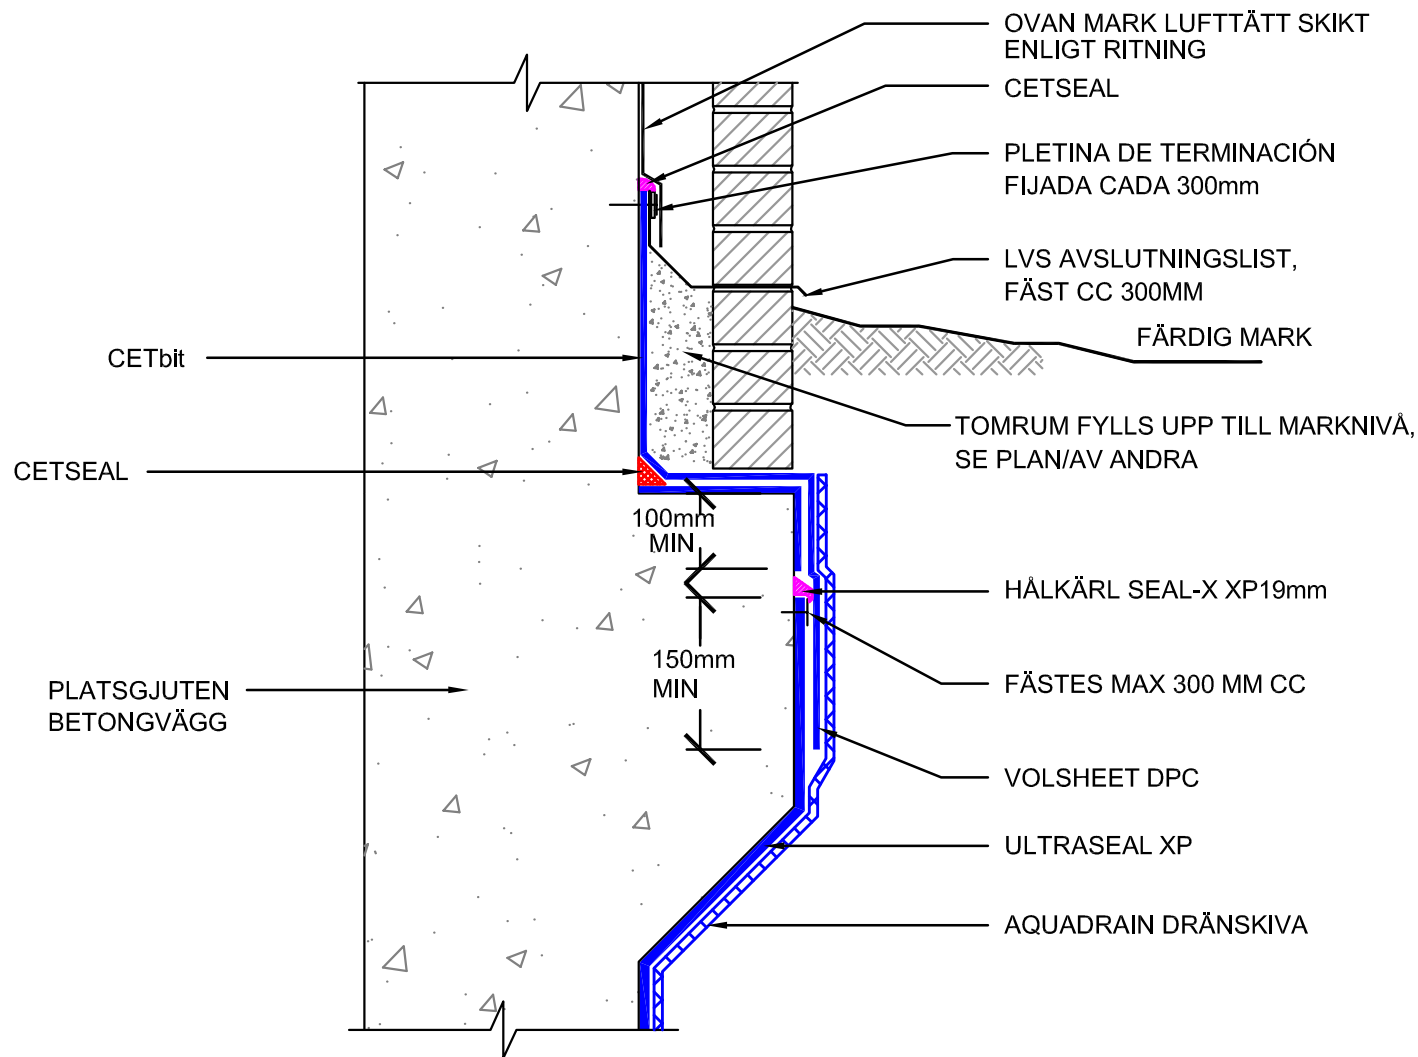 OVAN MARK LUFTTÄTT SKIKT
ENLIGT RITNING
CETSEAL
PLETINA DE TERMINACIÓN
FIJADA CADA 300mm
LVS AVSLUTNINGSLIST,
FÄST CC 300MM
FÄRDIG MARK
CETbit
TOMRUM FYLLS UPP TILL MARKNIVÅ,
SE PLAN/AV ANDRA
CETSEAL
100mm
MIN
HÅLKÄRL SEAL-X XP19mm
150mm
MIN
FÄSTES MAX 300 MM CC
PLATSGJUTEN
BETONGVÄGG
VOLSHEET DPC
ULTRASEAL XP
AQUADRAIN DRÄNSKIVA